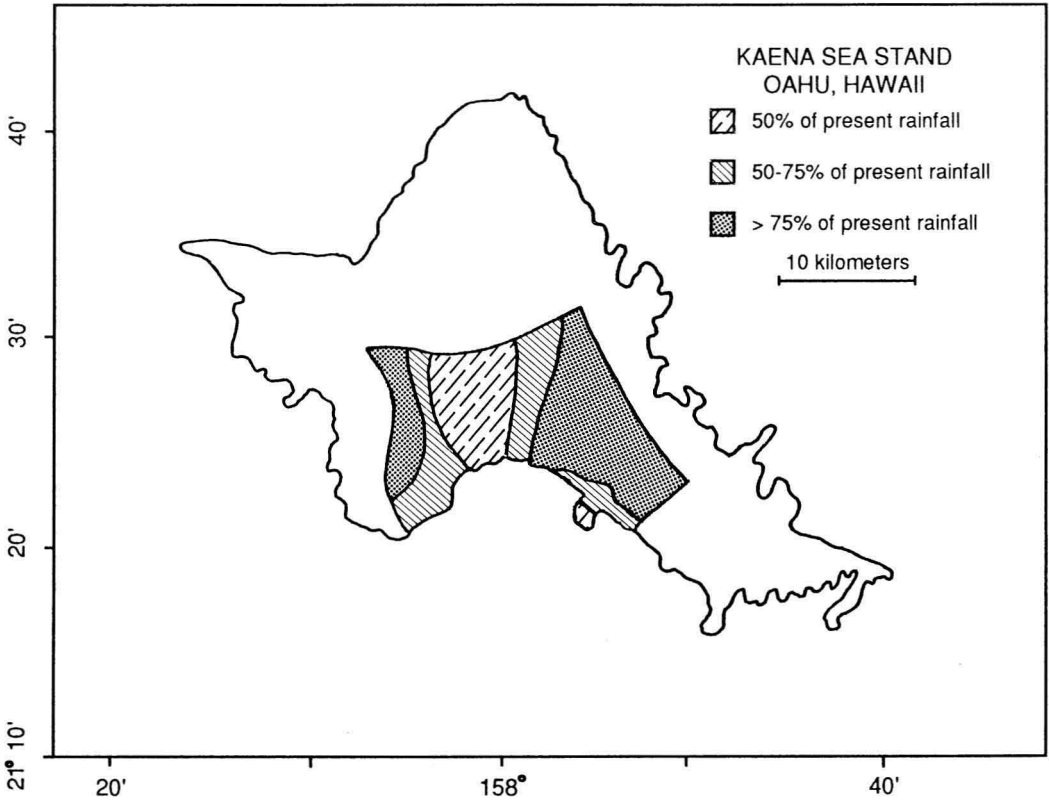 KAENA SEA STAND
OAHU, HAWAII
50% of present rainfall
50-75% of present rainfall
> 75% of present rainfall
10 kilometers
40'
30'
20'
21° 10'
20'
158°
40'